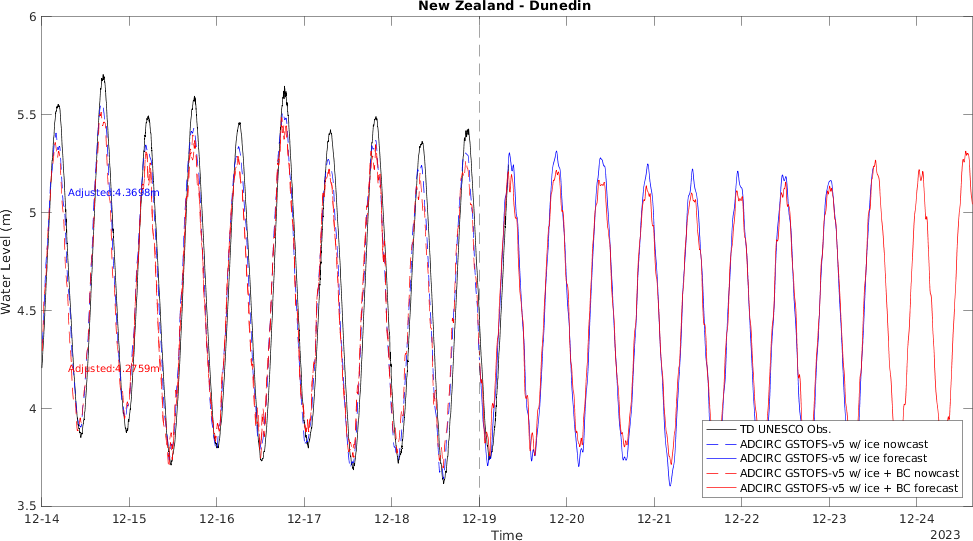 New Zealand - Dunedin
6
5.5
5
4.5
4
3.5
Water Level (m)
Adjusted:4.3698m
Adjusted:4.2759m
TD UNESCO Obs.
ADCIRC GSTOFS-v5 w/ ice nowcast
ADCIRC GSTOFS-v5 w/ ice forecast
ADCIRC GSTOFS-v5 w/ ice + BC nowcast
ADCIRC GSTOFS-v5 w/ ice + BC forecast
12-14 12-15 12-16 12-17 12-18 12-19 12-20 12-21 12-22 12-23 12-24
2023
Time